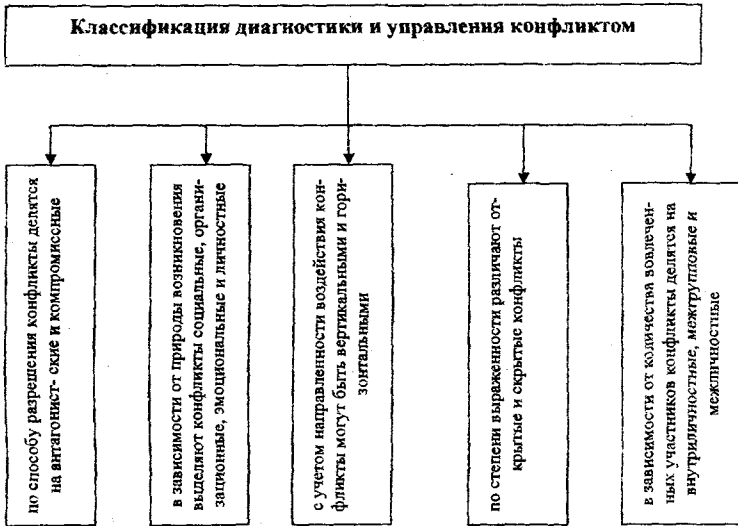 Классификация диагностики и управления конфликтом
по способу разрешения конфликты делятся
на антагонист- ские и компромиссные
в зависимости от природы возникновения
выделяют конфликты социальные, органи-
зационные, эмоциональные и личностные
с учетом направленности воздействия кон-
фликты могут быть вертикальными и гори-
зонтальными
по степени выраженности различают от-
крытые и скрытые конфликты
в зависимости от количества вовлечен-
ных участников конфликты делятся на
внутриличностные, межгрупповые и
межличностные